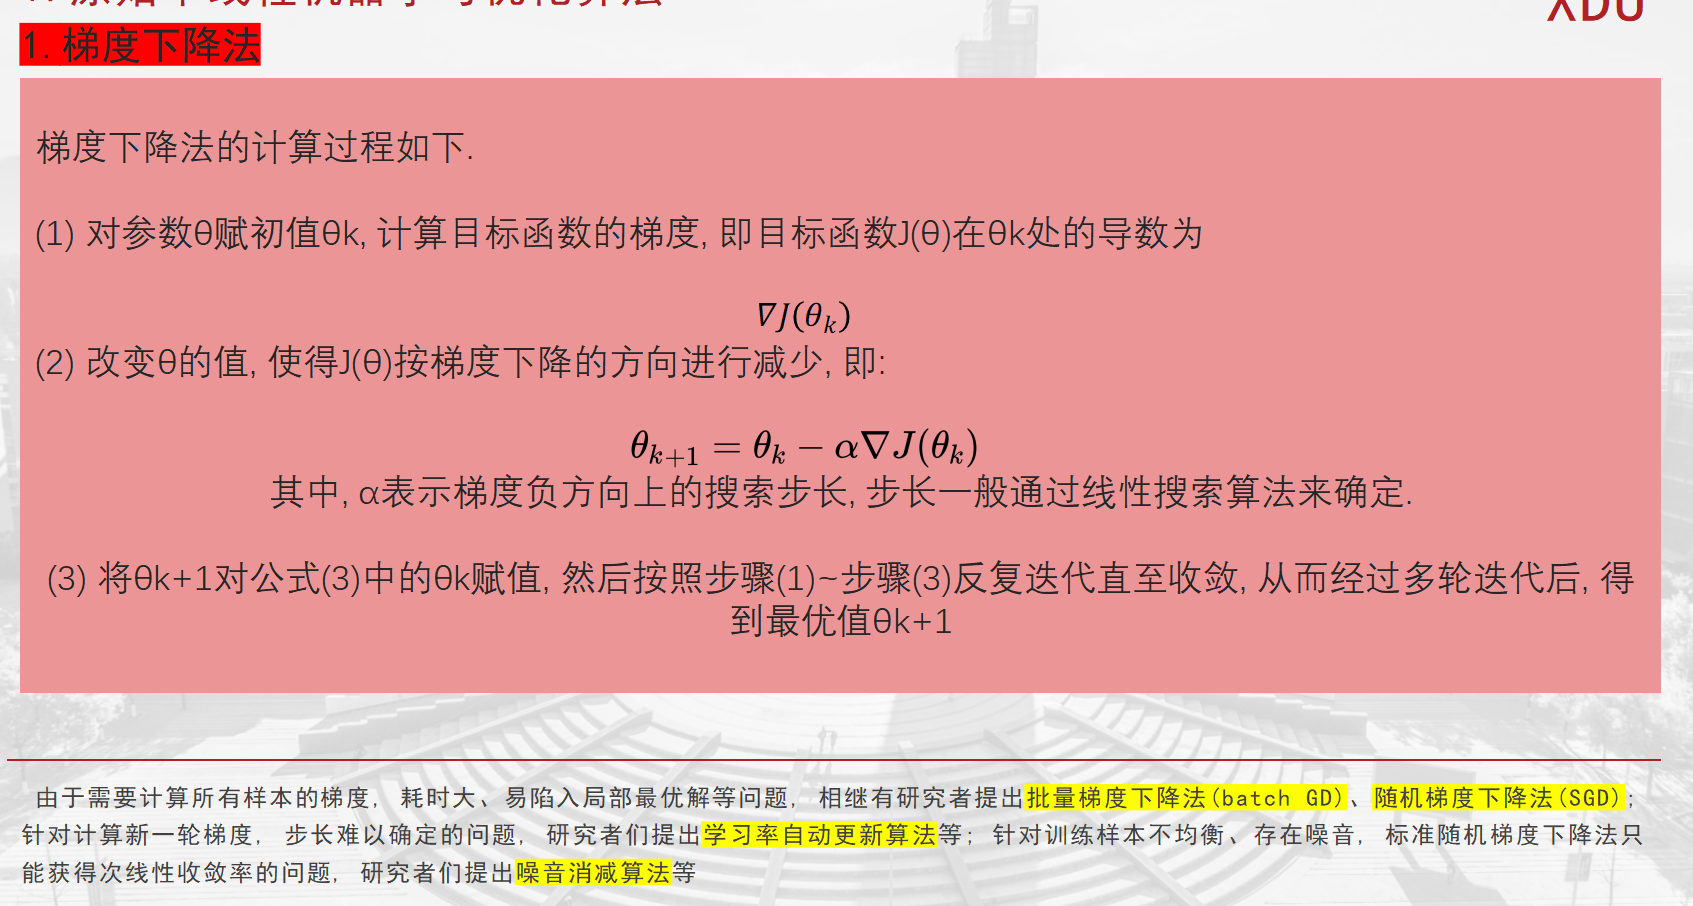 XDU
1. 梯度下降法
梯度下降法的计算过程如下.
(1) 对参数θ赋初值θk, 计算目标函数的梯度, 即目标函数J(θ)在θk处的导数为
∇J(θ_k)
(2) 改变θ的值, 使得J(θ)按梯度下降的方向进行减少, 即:
θ_{k+1} = θ_k − α∇J(θ_k)
其中, α表示梯度负方向上的搜索步长, 步长一般通过线性搜索算法来确定.
(3) 将θk+1对公式(3)中的θk赋值, 然后按照步骤(1)~步骤(3)反复迭代直至收敛, 从而经过多轮迭代后, 得
到最优值θk+1
由于需要计算所有样本的梯度, 耗时大、易陷入局部最优解等问题, 相继有研究者提出批量梯度下降法(batch GD)、随机梯度下降法(SGD);
针对计算新一轮梯度, 步长难以确定的问题, 研究者们提出学习率自动更新算法等; 针对训练样本不均衡、存在噪音, 标准随机梯度下降法只
能获得次线性收敛率的问题, 研究者们提出噪音消减算法等